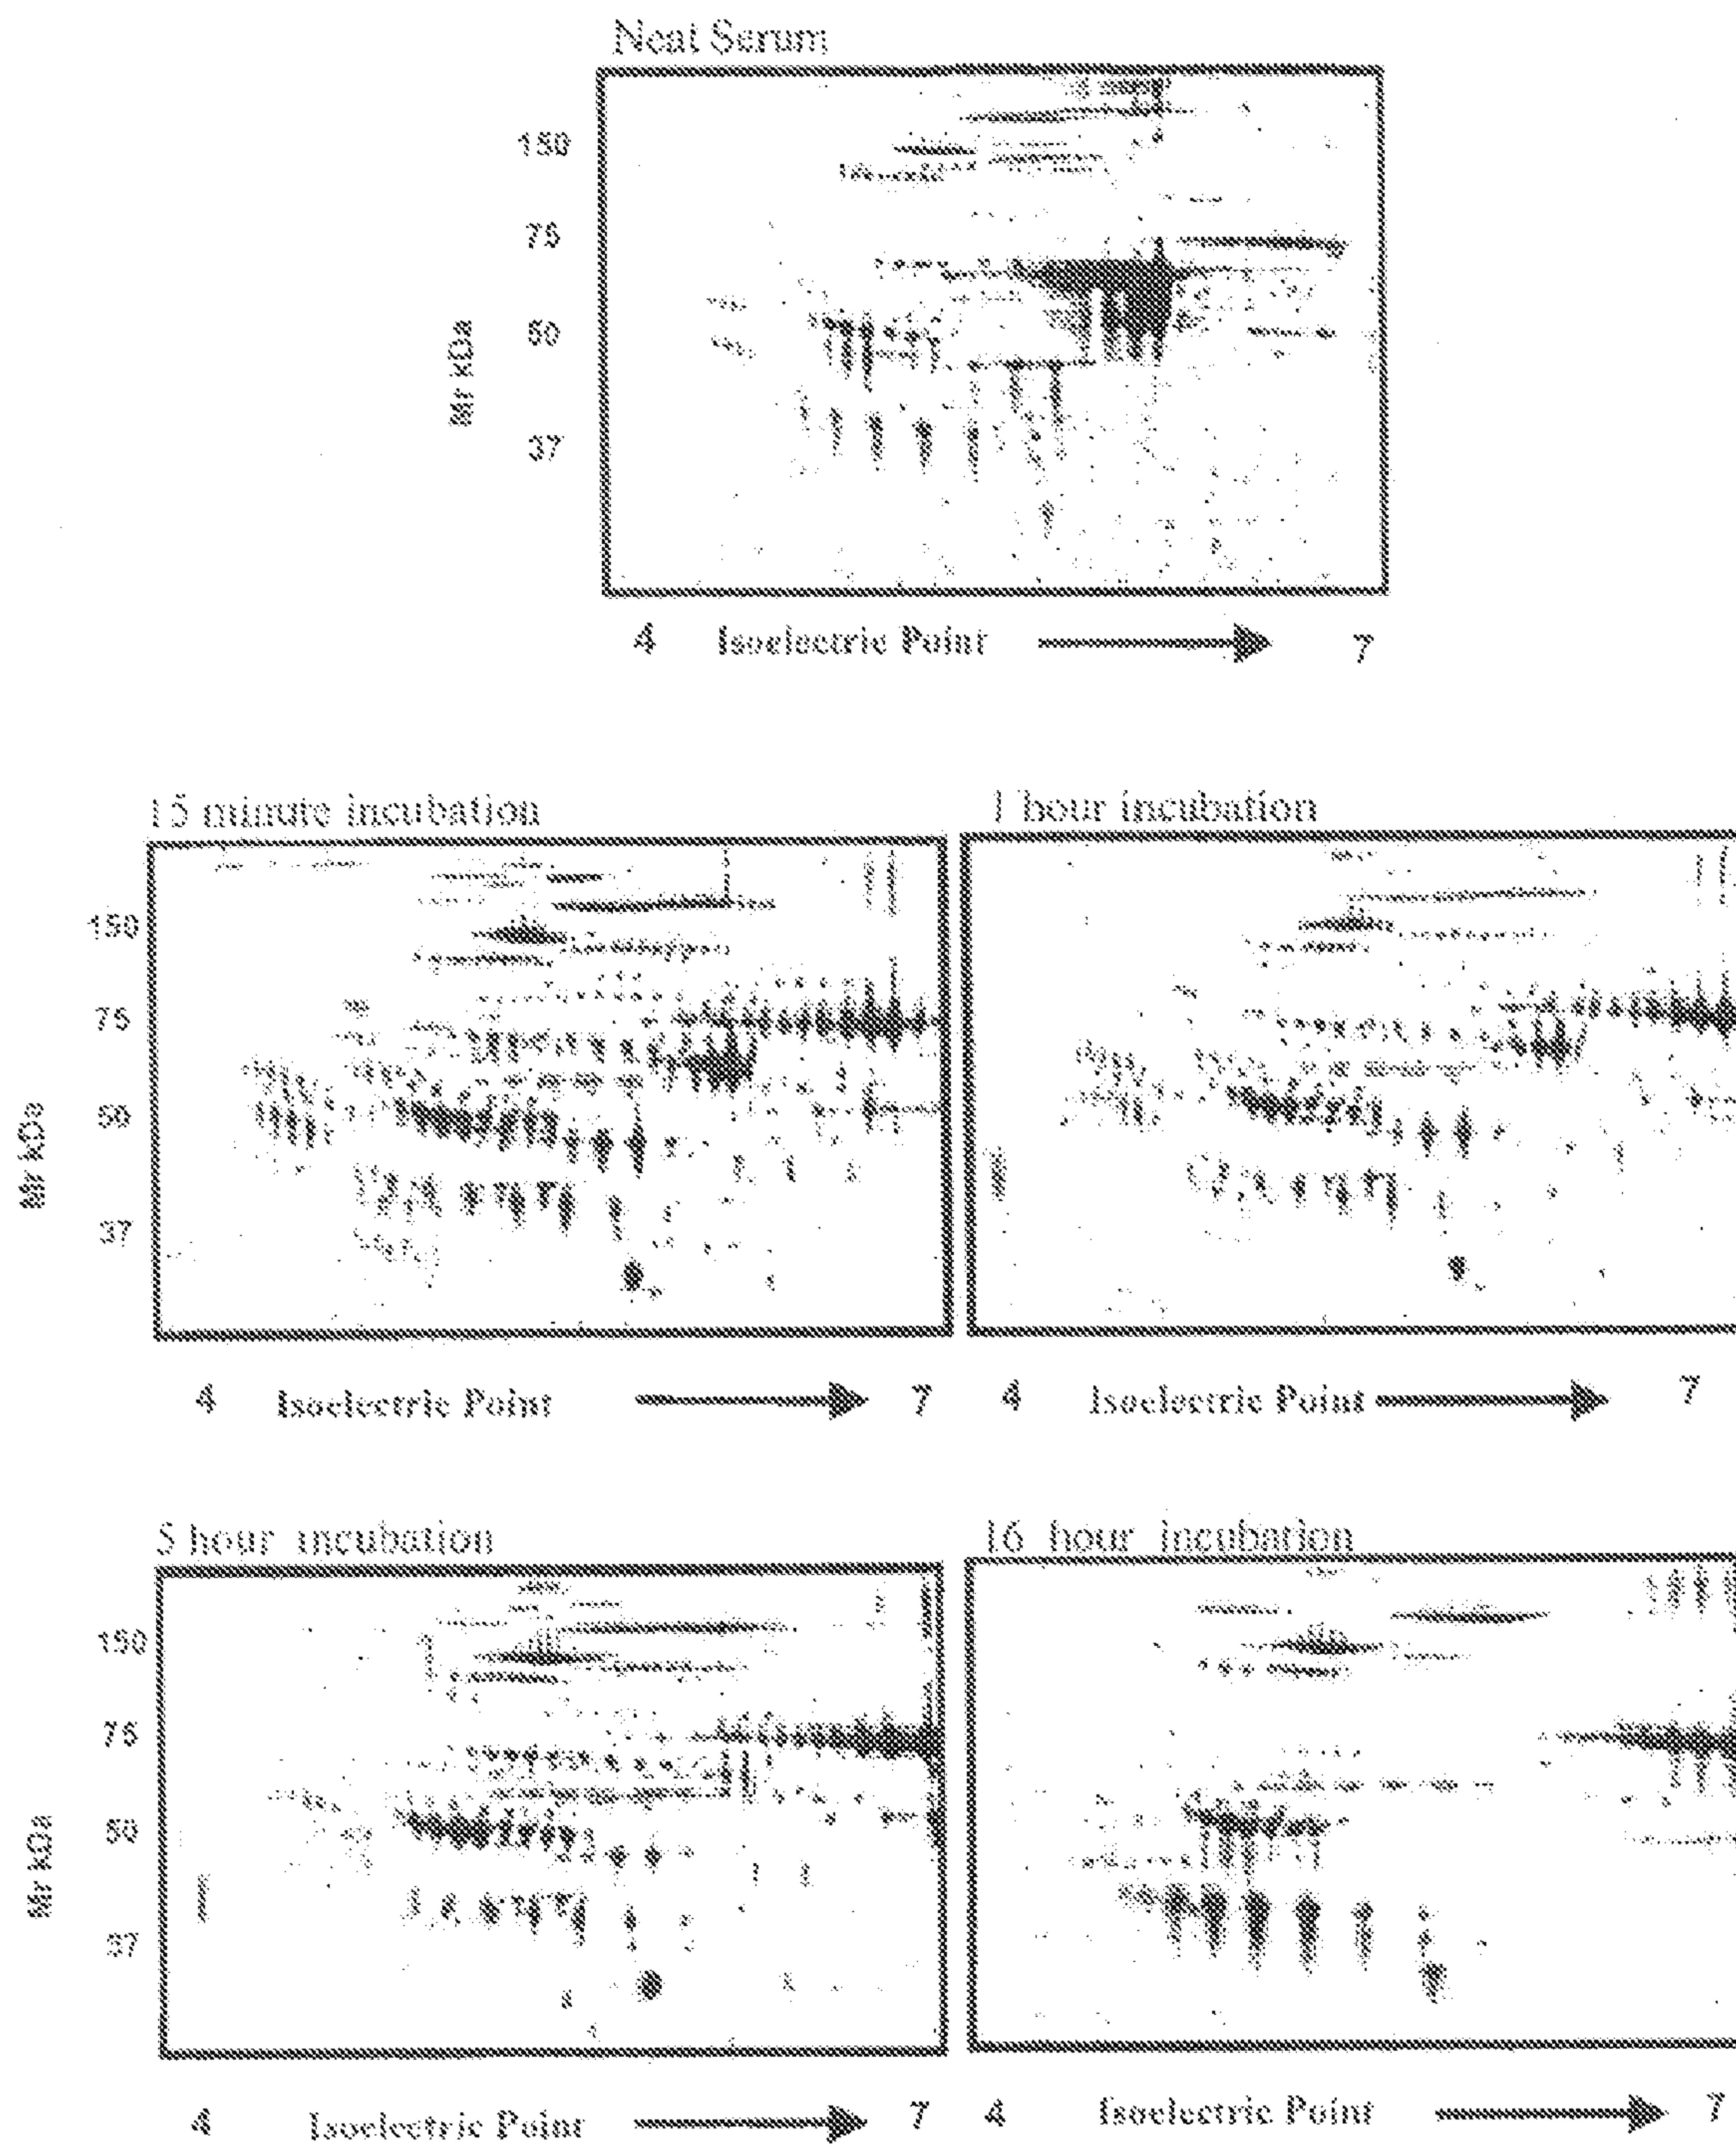 Neat Serum
150
75
50
37
Mr kDa
4 Isoelectric Point 7
15 minute incubation
1 hour incubation
150
75
50
37
Mr kDa
4 Isoelectric Point 7
4 Isoelectric Point 7
5 hour incubation
16 hour incubation
150
75
50
37
Mr kDa
4 Isoelectric Point 7
4 Isoelectric Point 7